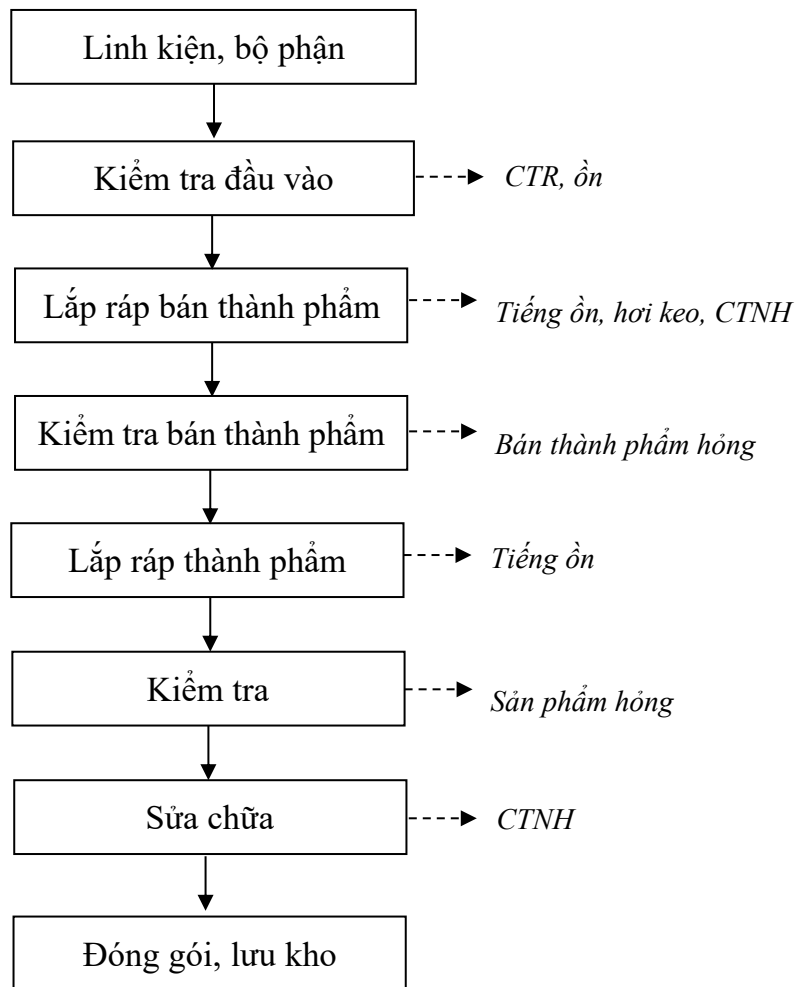 Linh kiện, bộ phận
Kiểm tra đầu vào
CTR, ồn
Lắp ráp bán thành phẩm
Tiếng ồn, hơi keo, CTNH
Kiểm tra bán thành phẩm
Bán thành phẩm hỏng
Lắp ráp thành phẩm
Tiếng ồn
Kiểm tra
Sản phẩm hỏng
Sửa chữa
CTNH
Đóng gói, lưu kho